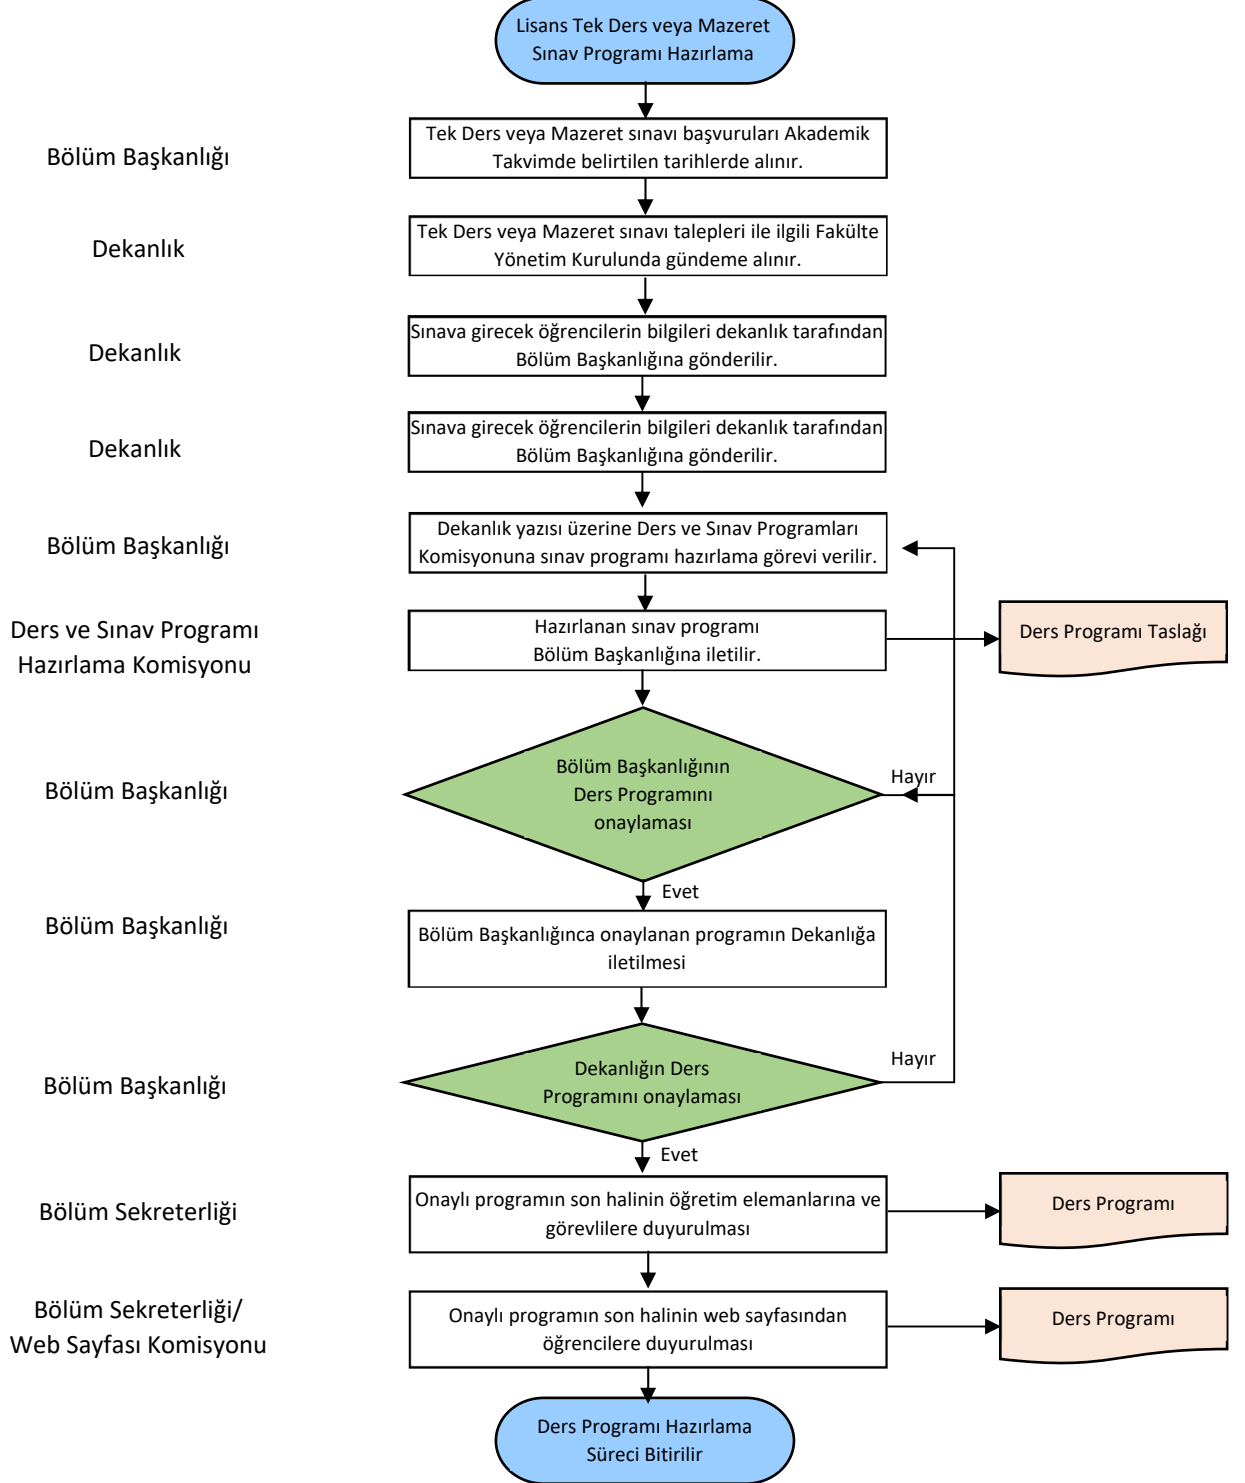 Lisans Tek Ders veya Mazeret
Sınav Programı Hazırlama
Bölüm Başkanlığı
Tek Ders veya Mazeret sınavı başvuruları Akademik
Takvimde belirtilen tarihlerde alınır.
Dekanlık
Tek Ders veya Mazeret sınavı talepleri ile ilgili Fakülte
Yönetim Kurulunda gündeme alınır.
Dekanlık
Sınava girecek öğrencilerin bilgileri dekanlık tarafından
Bölüm Başkanlığına gönderilir.
Dekanlık
Sınava girecek öğrencilerin bilgileri dekanlık tarafından
Bölüm Başkanlığına gönderilir.
Bölüm Başkanlığı
Dekanlık yazısı üzerine Ders ve Sınav Programları
Komisyonuna sınav programı hazırlama görevi verilir.
Ders ve Sınav Programı
Hazırlama Komisyonu
Hazırlanan sınav programı
Bölüm Başkanlığına iletilir.
Ders Programı Taslağı
Bölüm Başkanlığı
Bölüm Başkanlığının
Ders Programını
onaylaması
Hayır
Evet
Bölüm Başkanlığı
Bölüm Başkanlığınca onaylanan programın Dekanlığa
iletilmesi
Bölüm Başkanlığı
Dekanlığın Ders
Programını onaylaması
Hayır
Evet
Bölüm Sekreterliği
Onaylı programın son halinin öğretim elemanlarına ve
görevlilere duyurulması
Ders Programı
Bölüm Sekreterliği/
Web Sayfası Komisyonu
Onaylı programın son halinin web sayfasından
öğrencilere duyurulması
Ders Programı
Ders Programı Hazırlama
Süreci Bitirilir